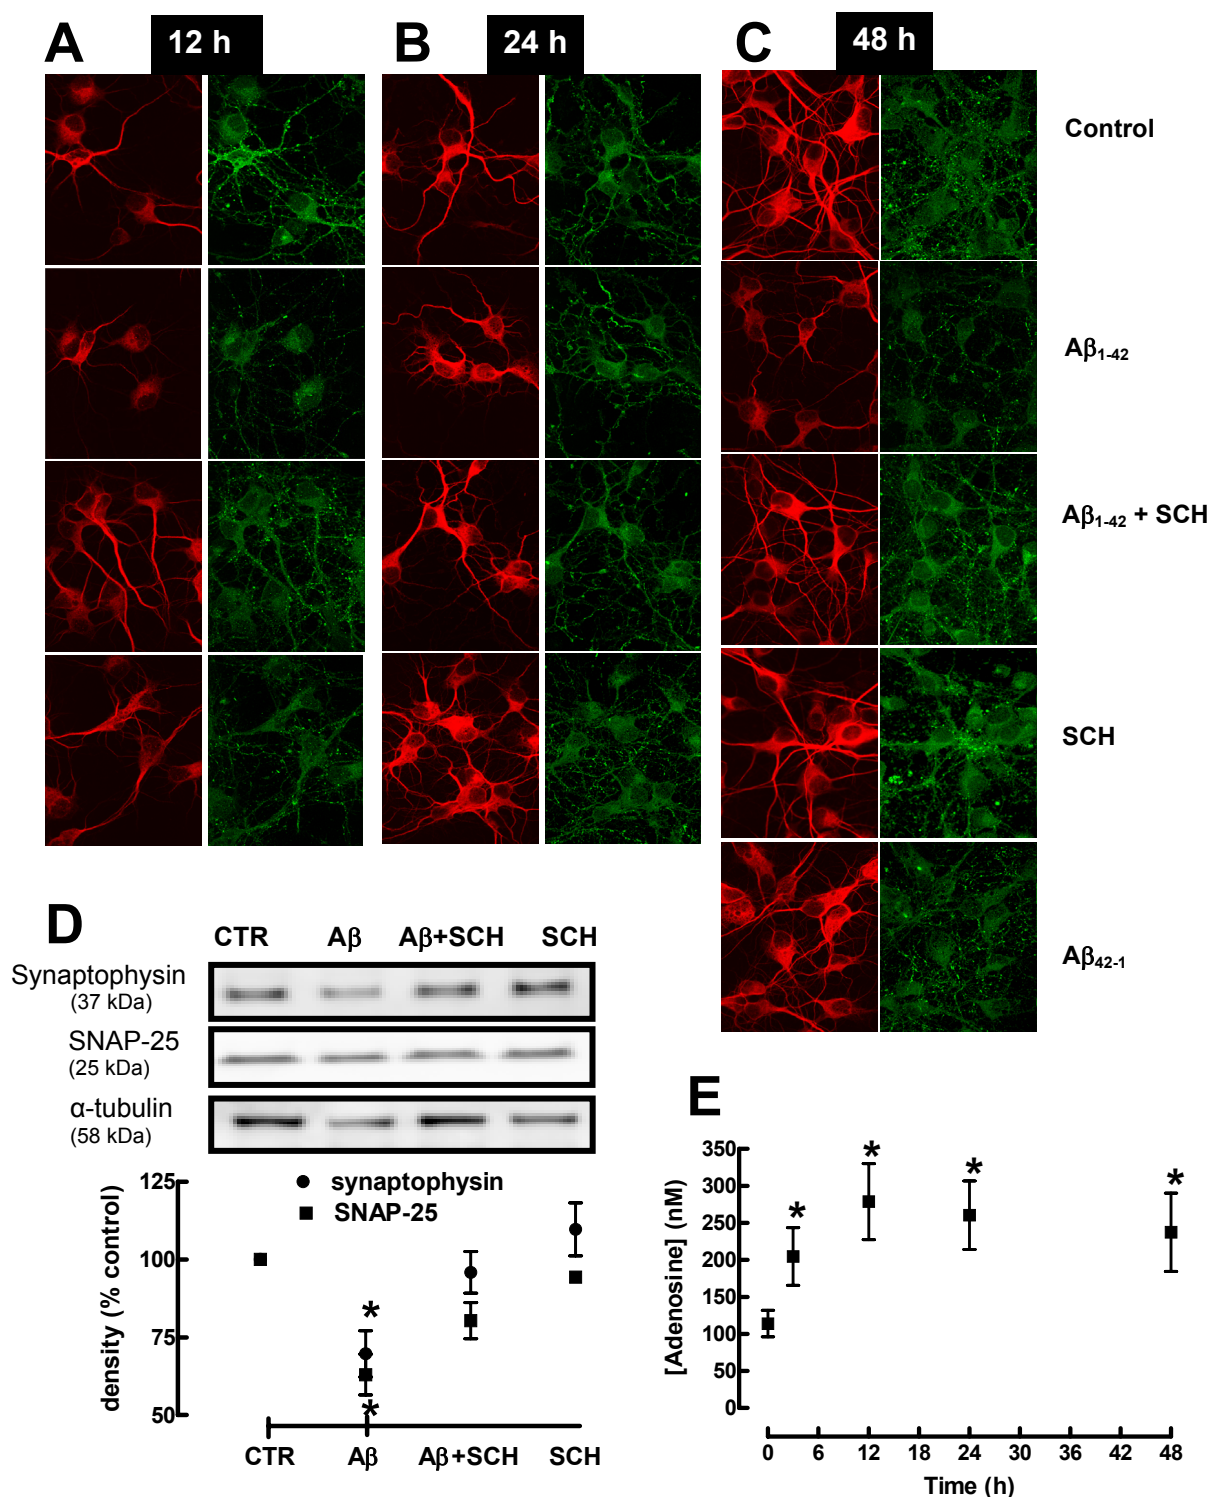 A 12 h B 24 h C 48 h
Control
Aβ1-42
Aβ1-42 + SCH
SCH
Aβ42-1
D
CTR Aβ Aβ+SCH SCH
Synaptophysin
(37 kDa)
SNAP-25
(25 kDa)
α-tubulin
(58 kDa)
synaptophysin
SNAP-25
density (% control)
125
100
75
50
*
*
CTR Aβ Aβ+SCH SCH
E
[Adenosine] (nM)
350
300
250
200
150
100
50
0
* * * *
0 6 12 18 24 30 36 42 48
Time (h)